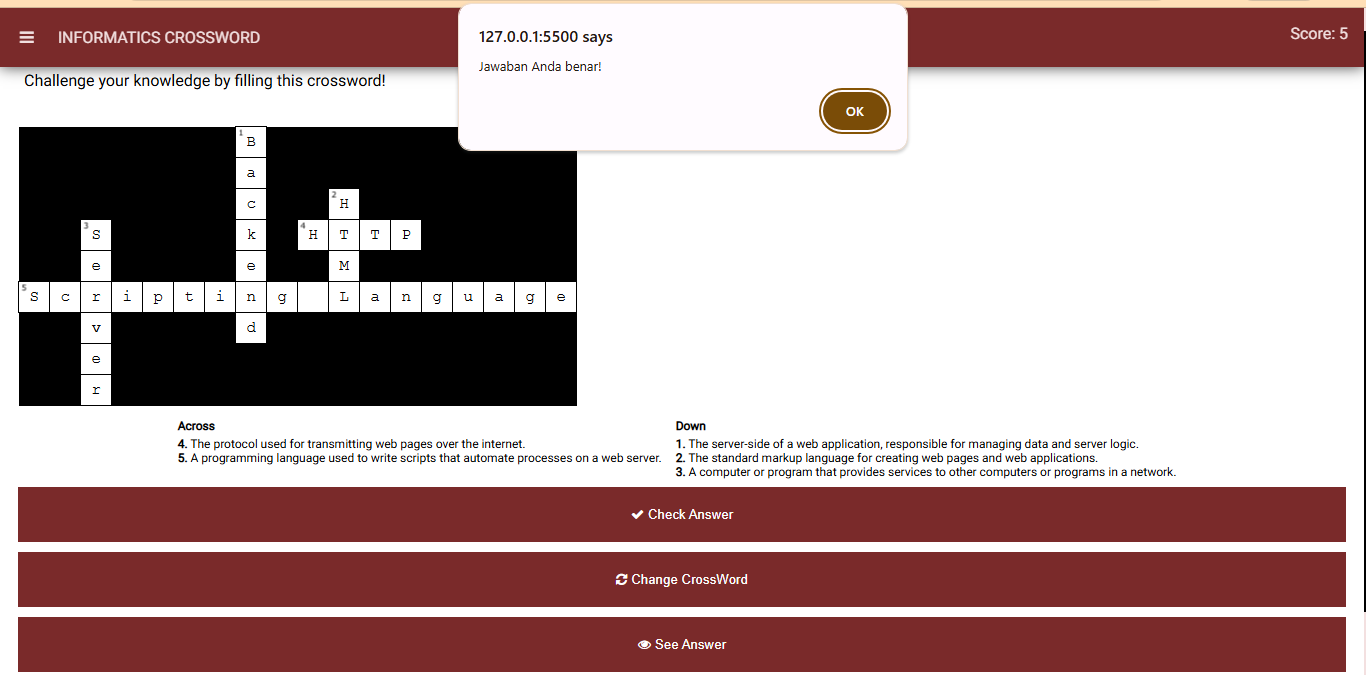 127.0.0.1:5500 says
Jawaban Anda benar!
OK
INFORMATICS CROSSWORD
Score: 5
Challenge your knowledge by filling this crossword!
1 B
a
c 2 H
3 S k 4 H T T P
e e M
5 S c r i p t i n g L a n g u a g e
v d
e
r
Across
4. The protocol used for transmitting web pages over the internet.
5. A programming language used to write scripts that automate processes on a web server.
Down
1. The server-side of a web application, responsible for managing data and server logic.
2. The standard markup language for creating web pages and web applications.
3. A computer or program that provides services to other computers or programs in a network.
Check Answer
Change CrossWord
See Answer